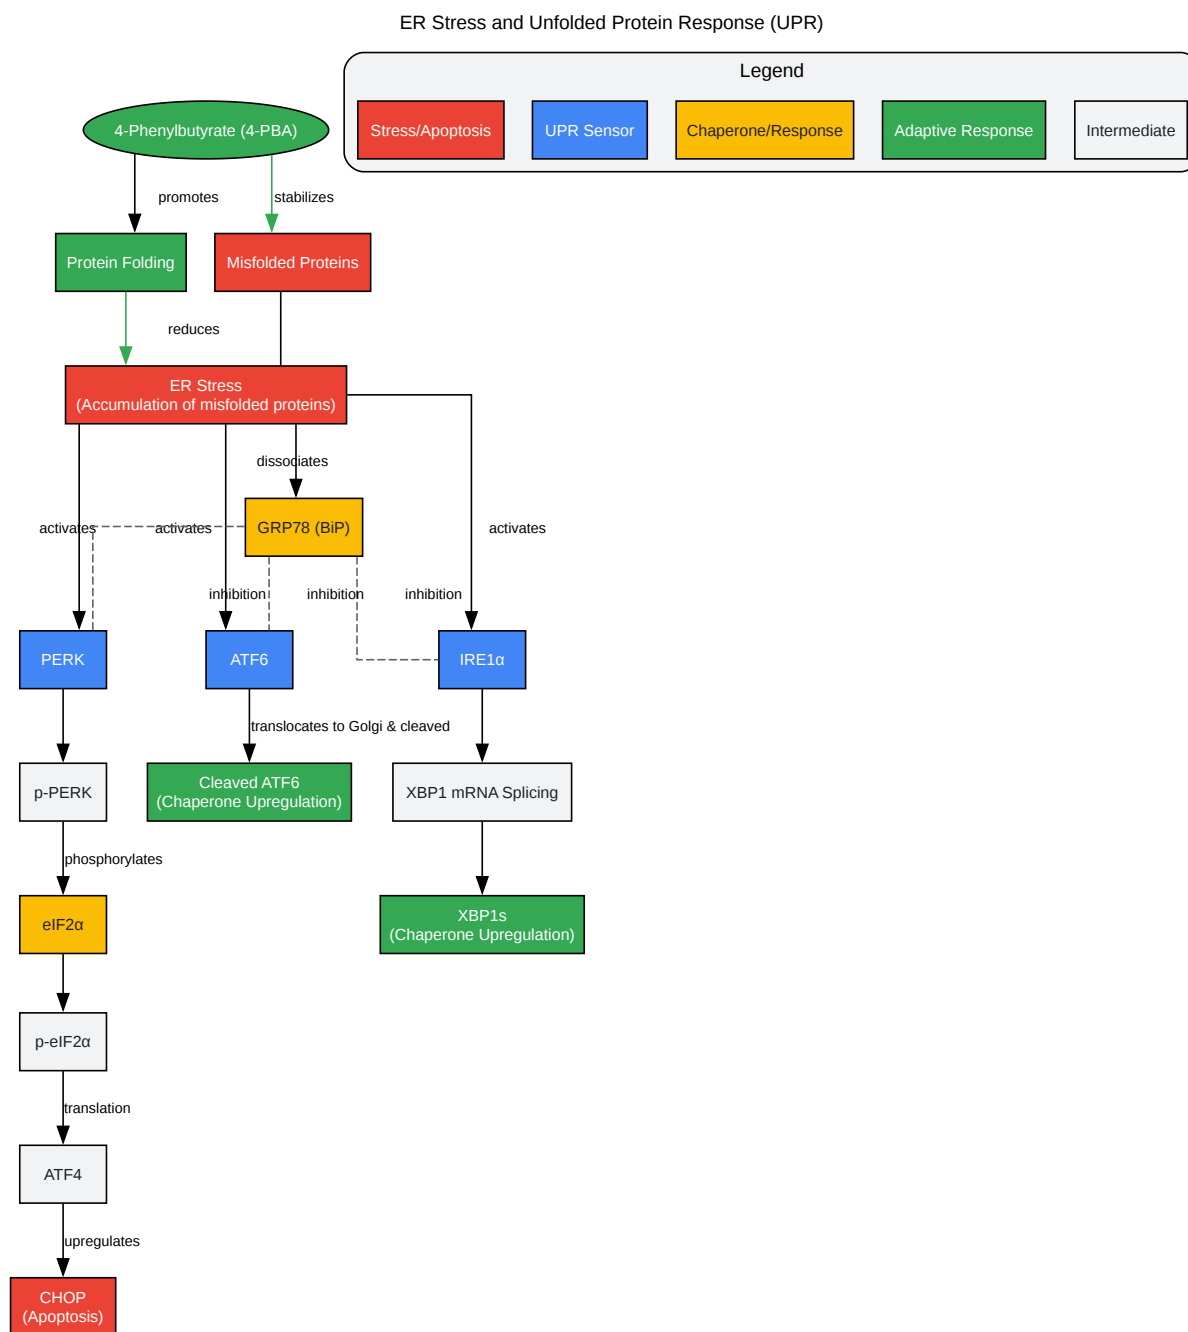 ER Stress and Unfolded Protein Response (UPR)
Legend
Stress/Apoptosis
UPR Sensor
Chaperone/Response
Adaptive Response
Intermediate
4-Phenylbutyrate (4-PBA)
promotes
stabilizes
Protein Folding
Misfolded Proteins
reduces
ER Stress
(Accumulation of misfolded proteins)
dissociates
activates
activates
GRP78 (BiP)
activates
inhibition
inhibition
inhibition
PERK
ATF6
IRE1α
translocates to Golgi & cleaved
p-PERK
Cleaved ATF6
(Chaperone Upregulation)
XBP1 mRNA Splicing
phosphorylates
eIF2α
XBP1s
(Chaperone Upregulation)
p-eIF2α
translation
ATF4
upregulates
CHOP
(Apoptosis)